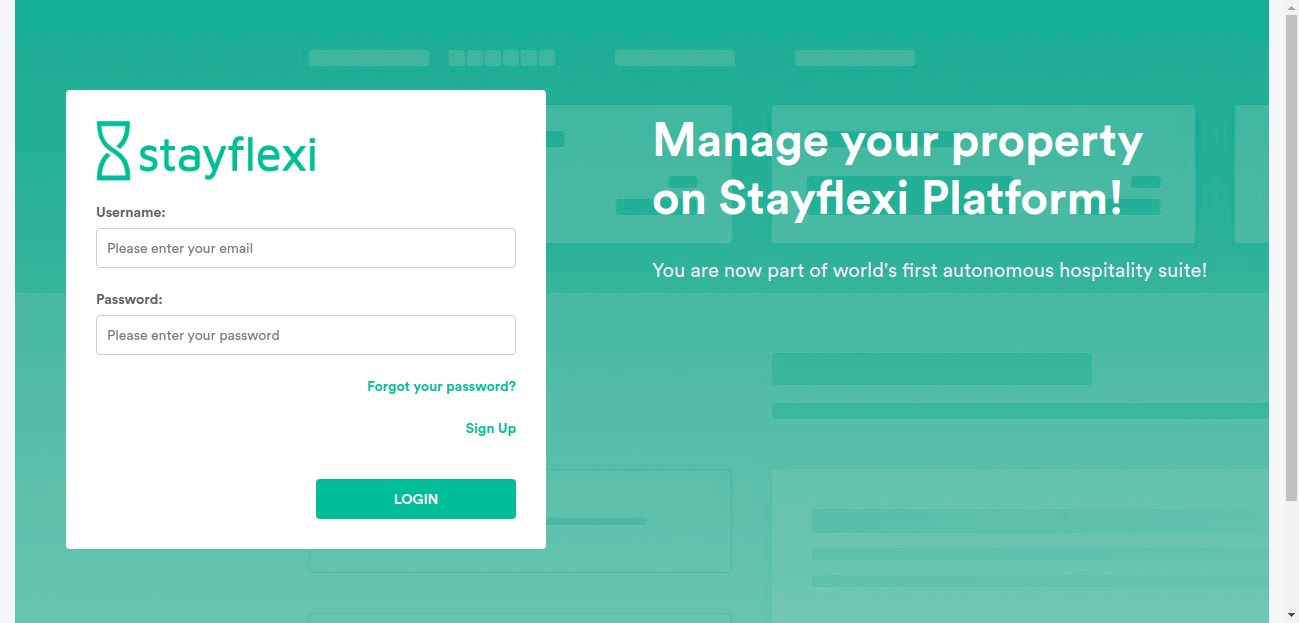 stayflexi
Username:
Please enter your email
Password:
Please enter your password
Forgot your password?
Sign Up
LOGIN
Manage your property
on Stayflexi Platform!
You are now part of world's first autonomous hospitality suite!